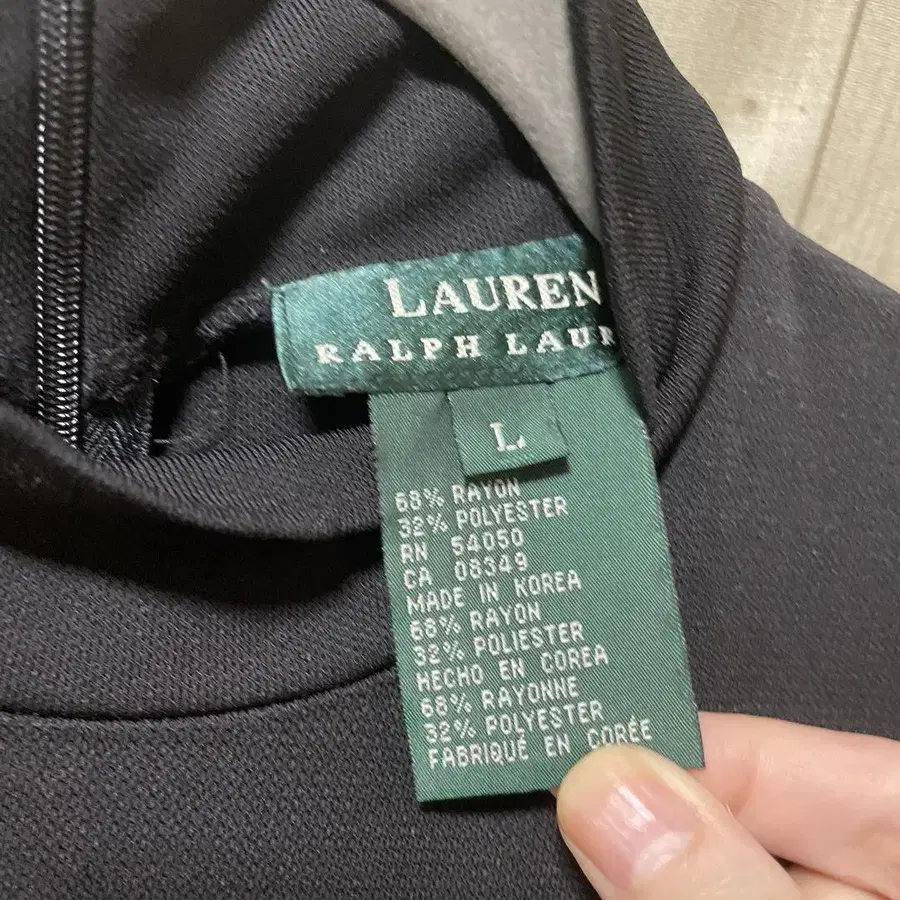 LAUREN
RALPH LAUR
L
68% RAYON
32% POLYESTER
RN 54050
CA 08349
MADE IN KOREA
68% RAYON
32% POLIESTER
HECHO EN COREA
68% RAYONNE
32% POLYESTER
FABRIQUÉ EN CORÉE